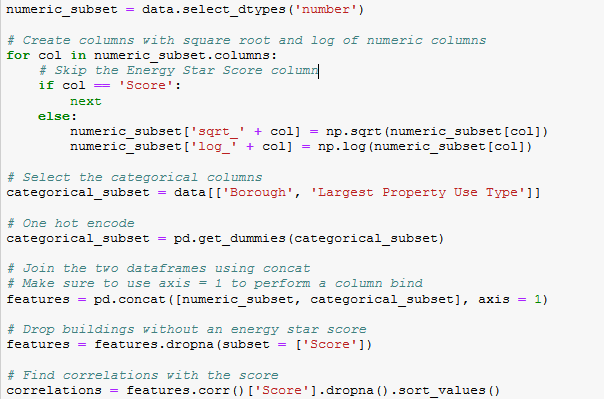 numeric_subset = data.select_dtypes('number')
# Create columns with square root and log of numeric columns
for col in numeric_subset.columns:
    # Skip the Energy Star Score column
    if col == 'Score':
        next
    else:
        numeric_subset['sqrt_' + col] = np.sqrt(numeric_subset[col])
        numeric_subset['log_' + col] = np.log(numeric_subset[col])
# Select the categorical columns
categorical_subset = data[['Borough', 'Largest Property Use Type']]
# One hot encode
categorical_subset = pd.get_dummies(categorical_subset)
# Join the two dataframes using concat
# Make sure to use axis = 1 to perform a column bind
features = pd.concat([numeric_subset, categorical_subset], axis = 1)
# Drop buildings without an energy star score
features = features.dropna(subset = ['Score'])
# Find correlations with the score
correlations = features.corr()['Score'].dropna().sort_values()